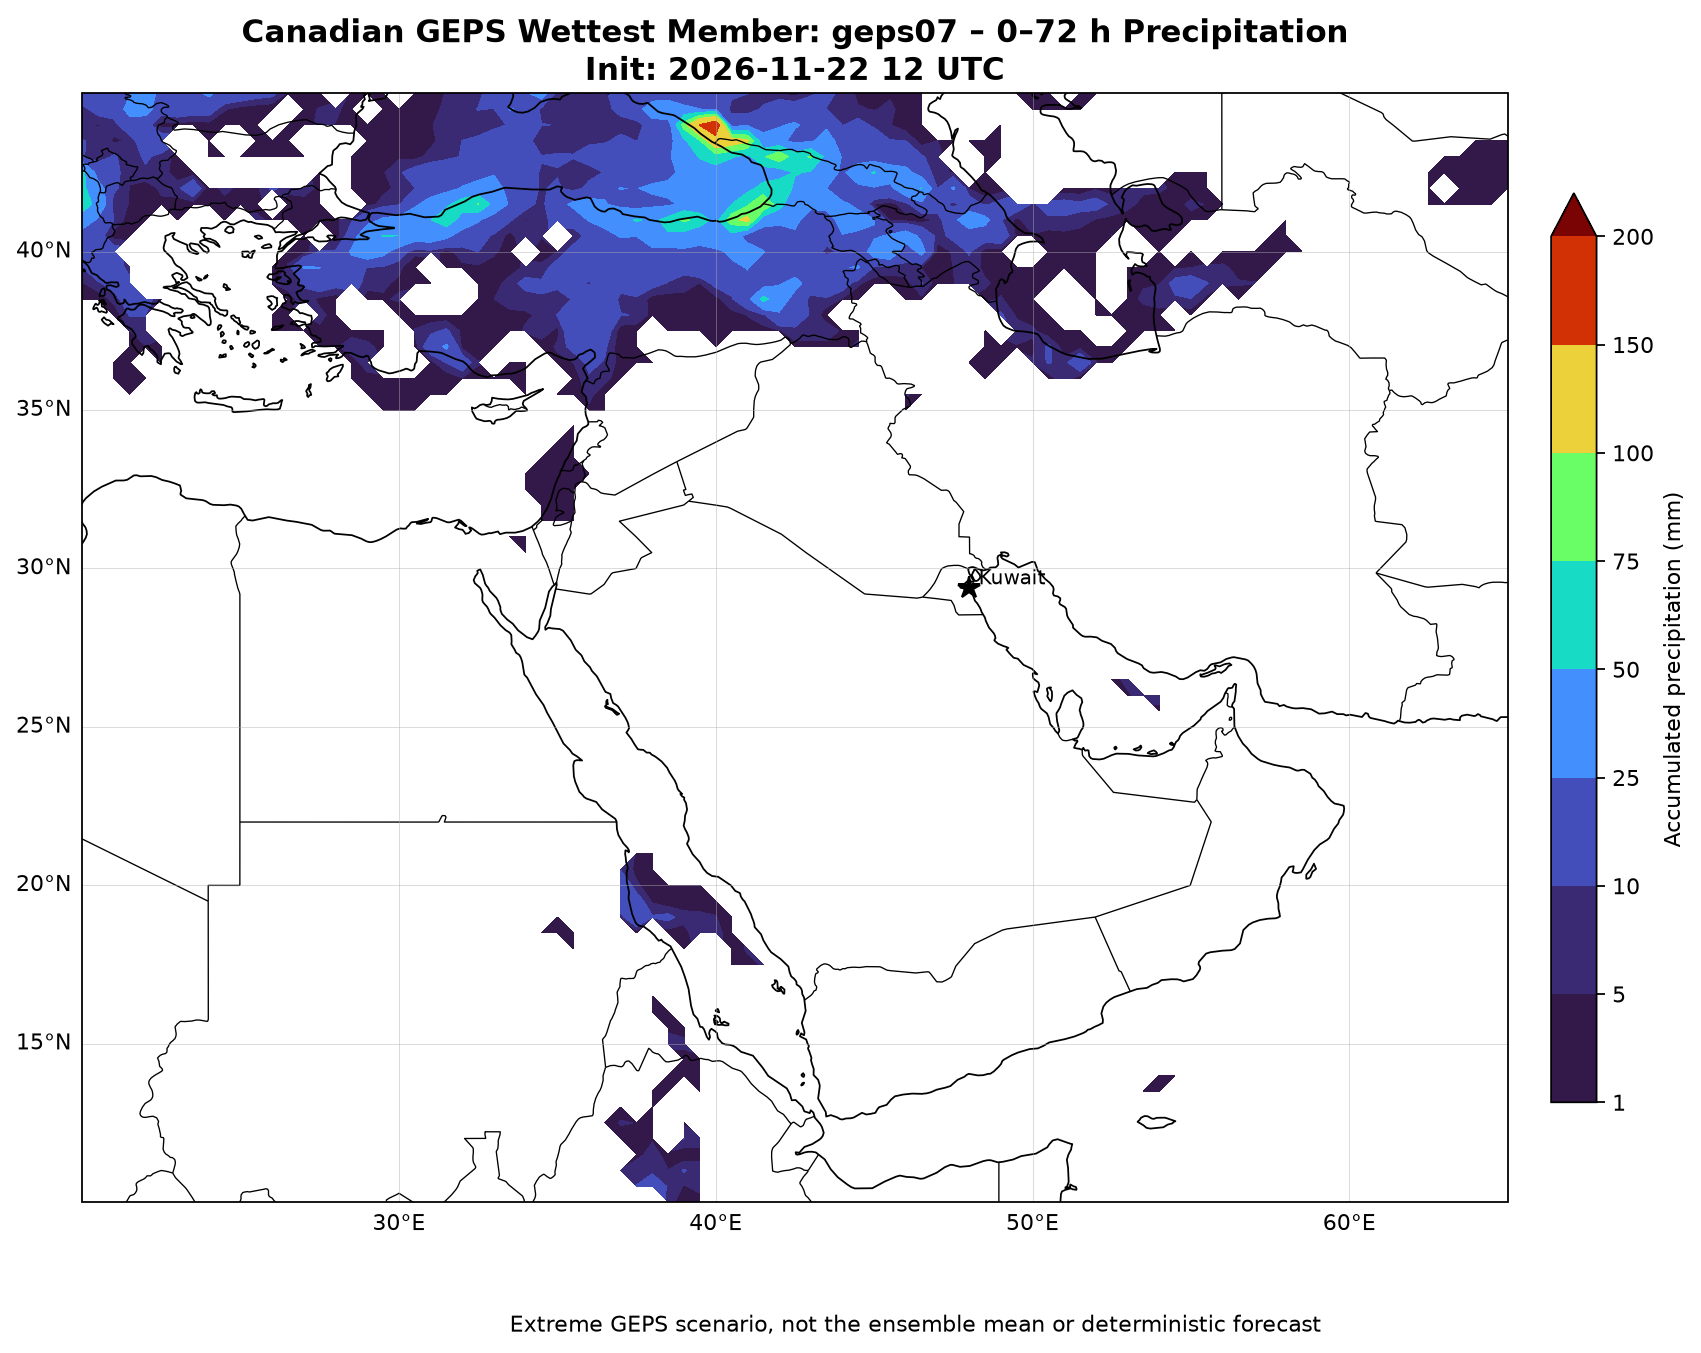 Canadian GEPS Wettest Member: geps07 – 0–72 h Precipitation
Init: 2026-11-22 12 UTC
40°N
35°N
30°N
25°N
20°N
15°N
30°E
40°E
50°E
60°E
Kuwait
200
150
100
75
50
25
10
5
1
Accumulated precipitation (mm)
Extreme GEPS scenario, not the ensemble mean or deterministic forecast